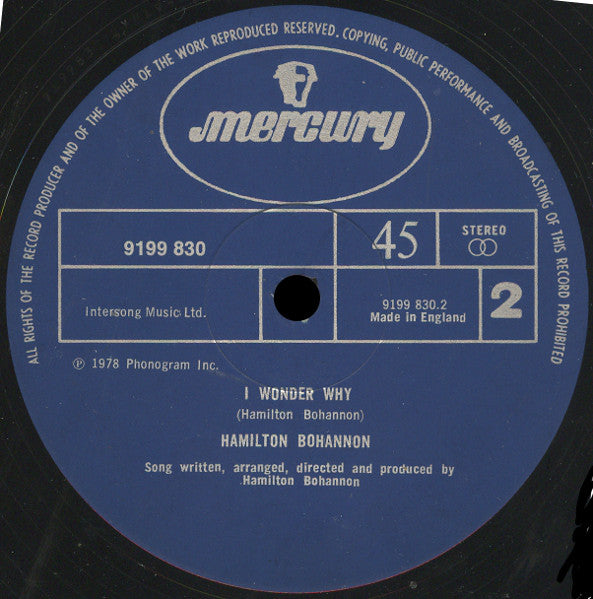 ALL RIGHTS OF THE RECORD PRODUCER AND OF THE OWNER OF THE WORK REPRODUCED RESERVED. COPYING, PUBLIC PERFORMANCE AND BROADCASTING OF THIS RECORD PROHIBITED
mercury
9199 830
45
STEREO
Intersong Music Ltd.
9199 830.2
Made in England
2
℗ 1978 Phonogram Inc.
I WONDER WHY
(Hamilton Bohannon)
HAMILTON BOHANNON
Song written, arranged, directed and produced by
Hamilton Bohannon